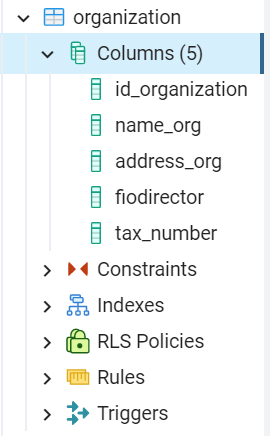 organization
Columns (5)
id_organization
name_org
address_org
fiodirector
tax_number
Constraints
Indexes
RLS Policies
Rules
Triggers